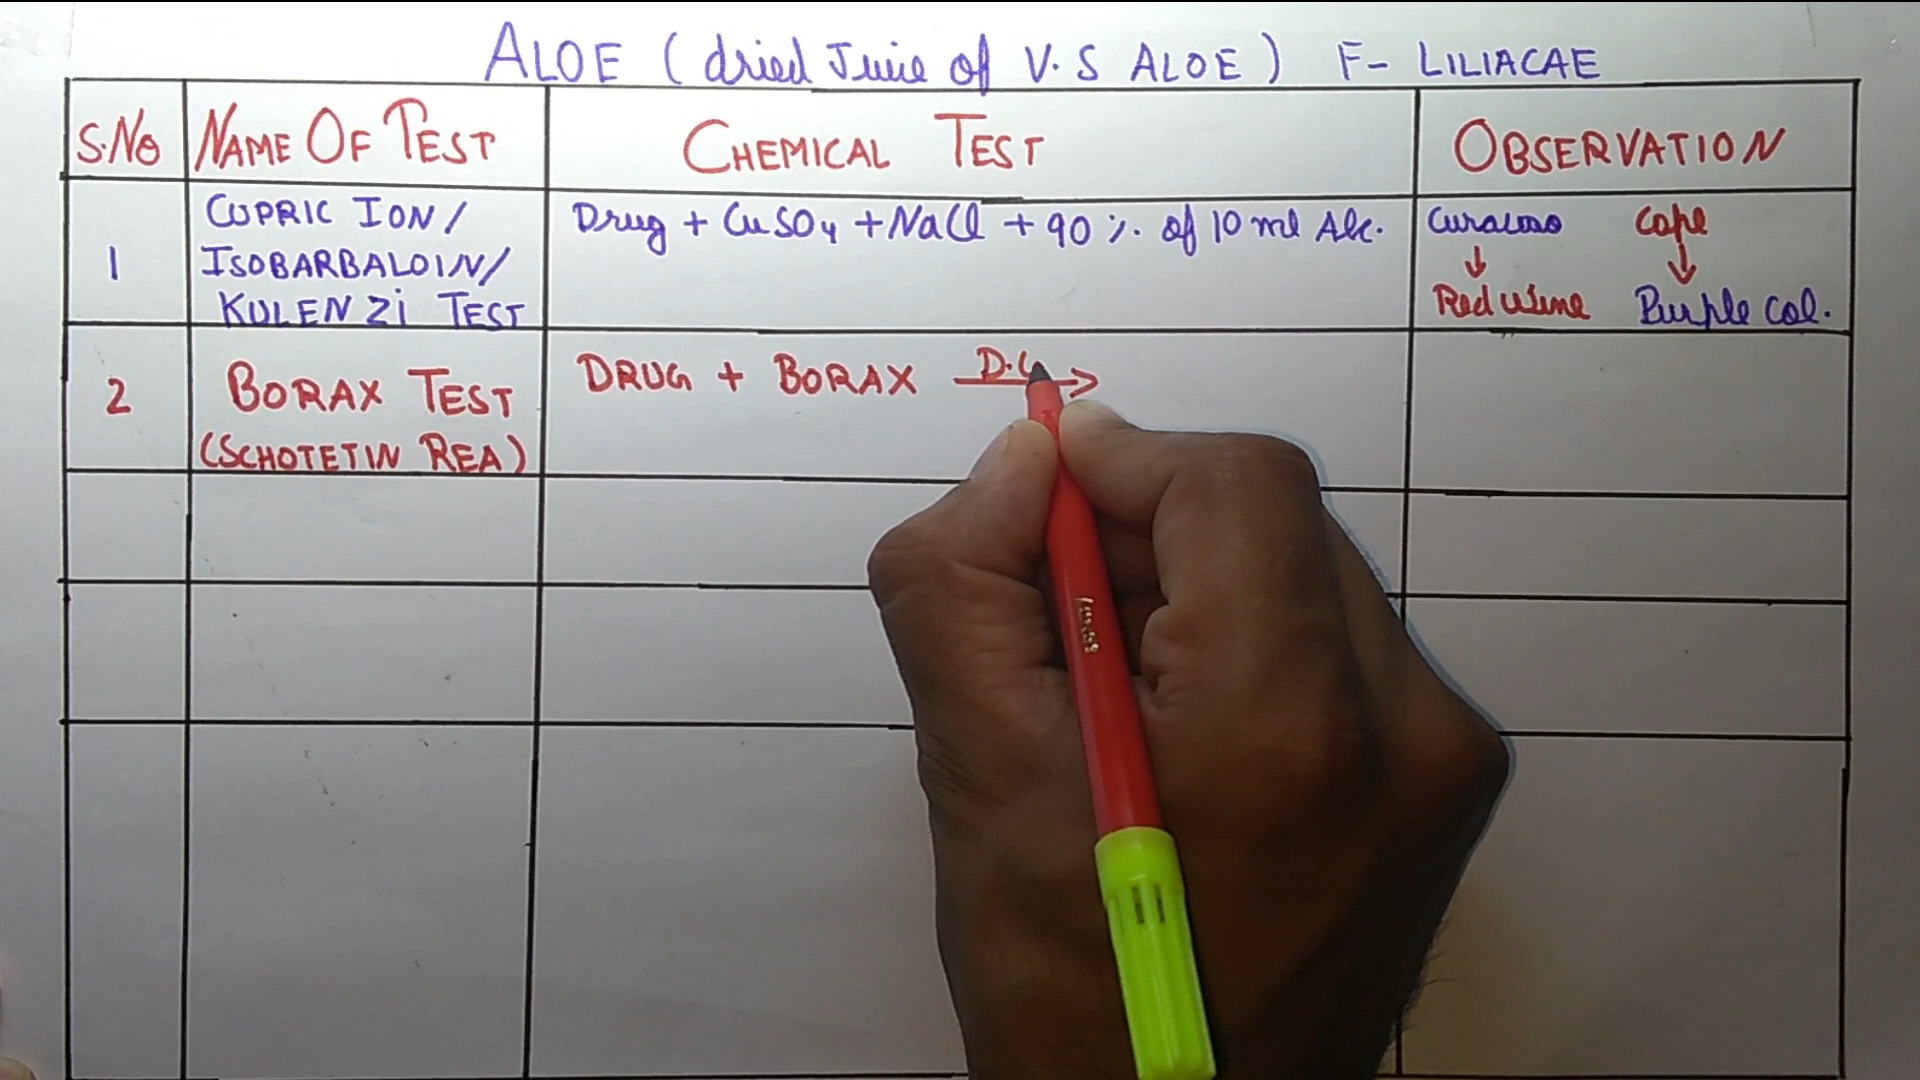 ALOE (dried Juice of V.S ALOE) F- LILIACAE
S.No NAME OF TEST CHEMICAL TEST OBSERVATION
1 CUPRIC ION/ ISOBARBALOIN/ KULENZi TEST
Drug + CuSO4 + NaCl + 90 %. of 10 ml Alc.
Curacoao Cape
↓ ↓
Red Wine Purple Col.
2 BORAX TEST (SCHOTETIN REA)
DRUG + BORAX D.( →